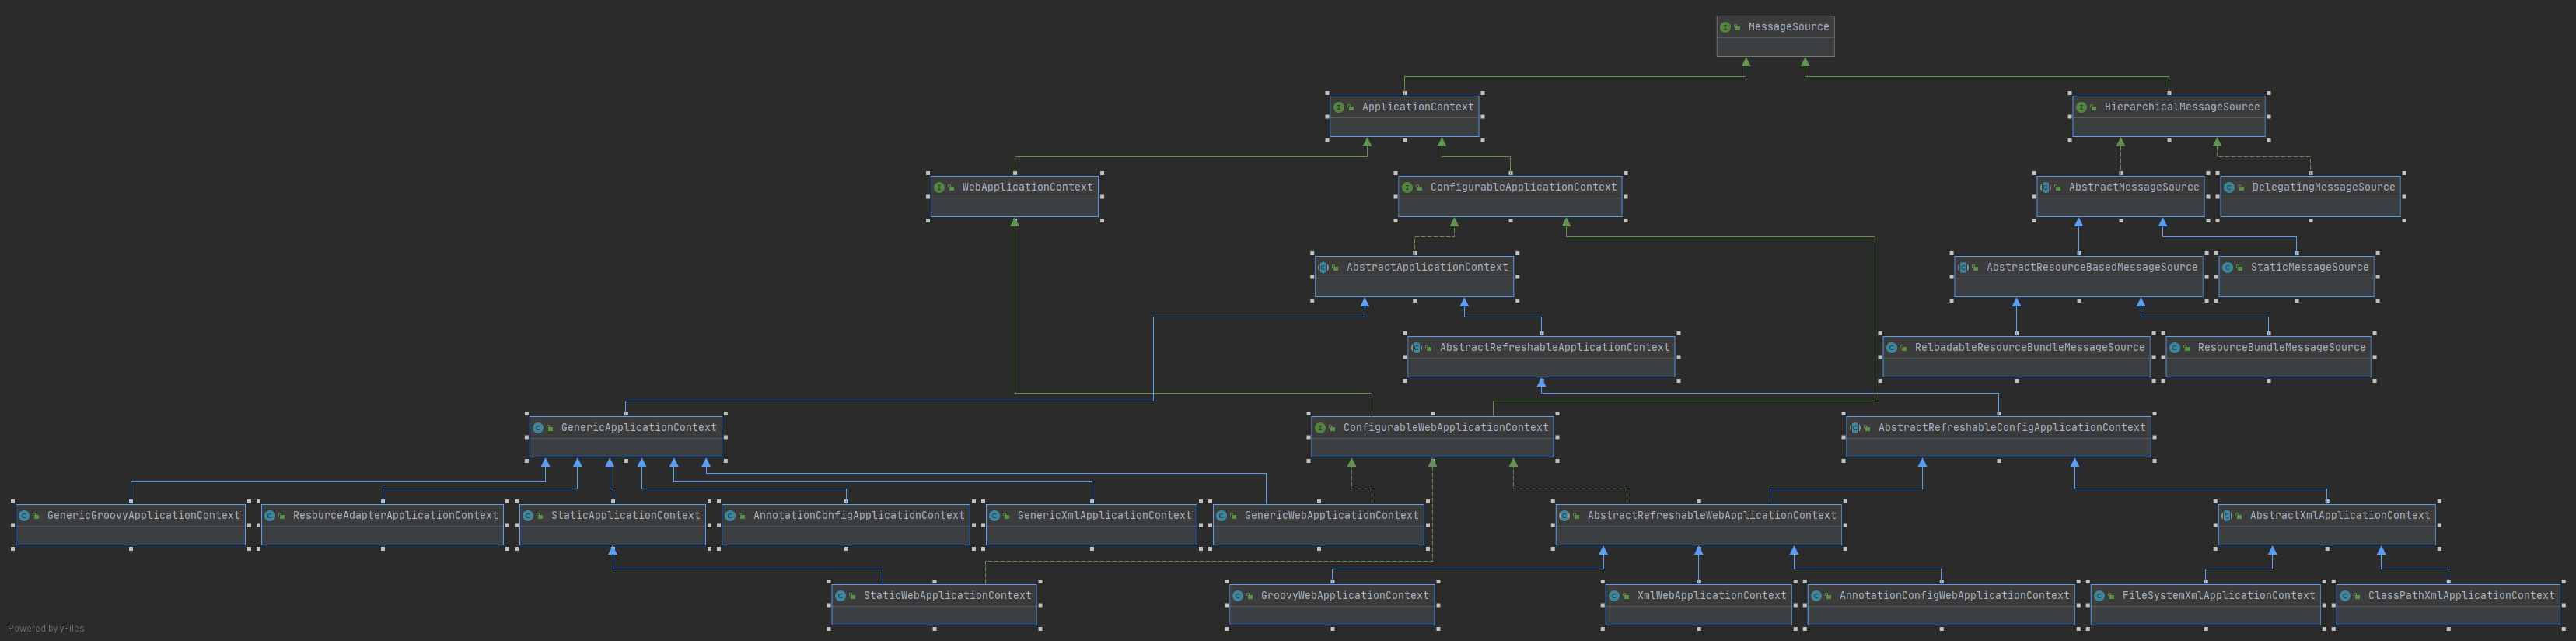 MessageSource
ApplicationContext
HierarchicalMessageSource
WebApplicationContext
ConfigurableApplicationContext
AbstractMessageSource
DelegatingMessageSource
AbstractApplicationContext
AbstractResourceBasedMessageSource
StaticMessageSource
AbstractRefreshableApplicationContext
ReloadableResourceBundleMessageSource
ResourceBundleMessageSource
GenericApplicationContext
ConfigurableWebApplicationContext
AbstractRefreshableConfigApplicationContext
GenericGroovyApplicationContext
ResourceAdapterApplicationContext
StaticApplicationContext
AnnotationConfigApplicationContext
GenericXmlApplicationContext
GenericWebApplicationContext
AbstractRefreshableWebApplicationContext
AbstractXmlApplicationContext
StaticWebApplicationContext
GroovyWebApplicationContext
XmlWebApplicationContext
AnnotationConfigWebApplicationContext
FileSystemXmlApplicationContext
ClassPathXmlApplicationContext
Powered by yFiles